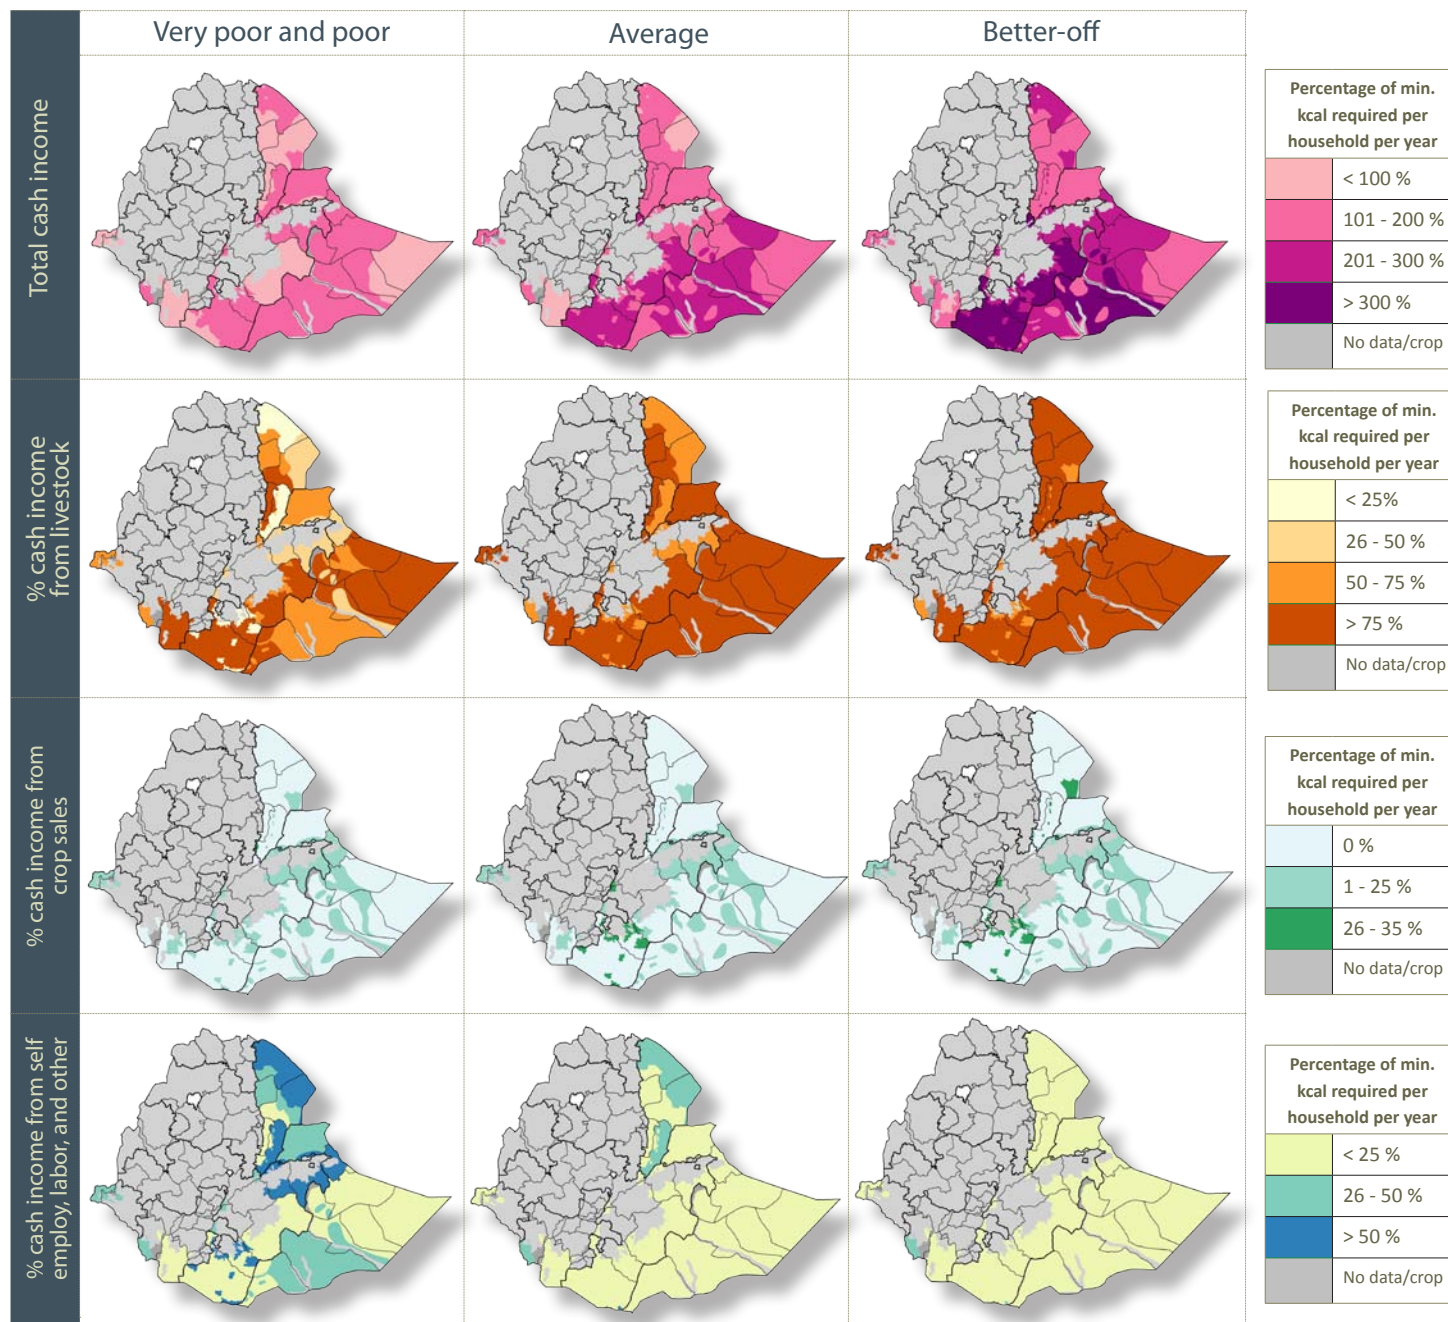 Very poor and poor
Average
Better-off
Total cash income
Percentage of min.
kcal required per
household per year
< 100 %
101 - 200 %
201 - 300 %
> 300 %
No data/crop
% cash income
from livestock
Percentage of min.
kcal required per
household per year
< 25%
26 - 50 %
50 - 75 %
> 75 %
No data/crop
% cash income from
crop sales
Percentage of min.
kcal required per
household per year
0 %
1 - 25 %
26 - 35 %
No data/crop
% cash income from self
employ, labor, and other
Percentage of min.
kcal required per
household per year
< 25 %
26 - 50 %
> 50 %
No data/crop